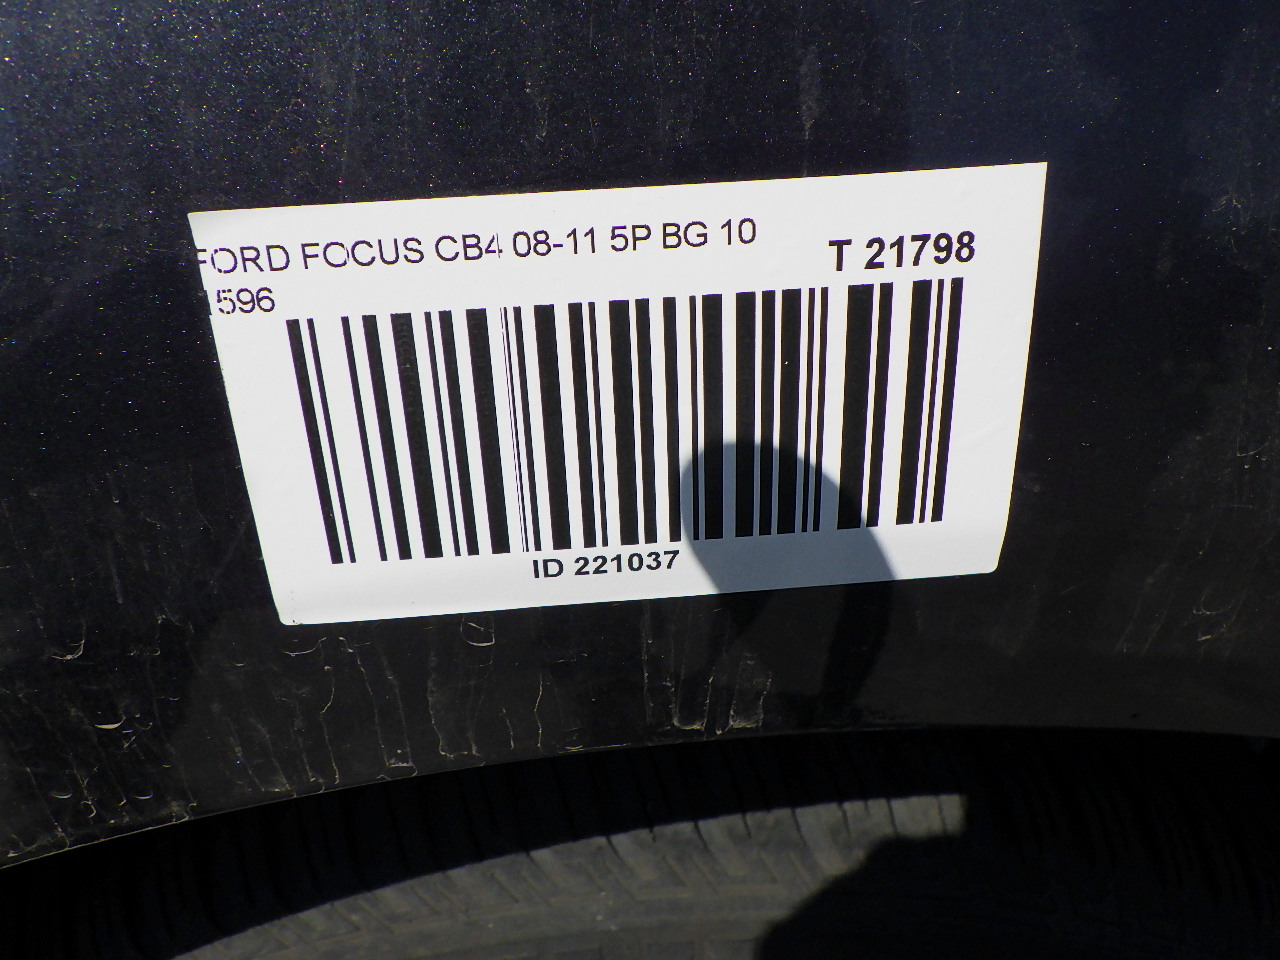 FORD FOCUS CB4 08-11 5P BG 10
1596
T 21798
ID 221037